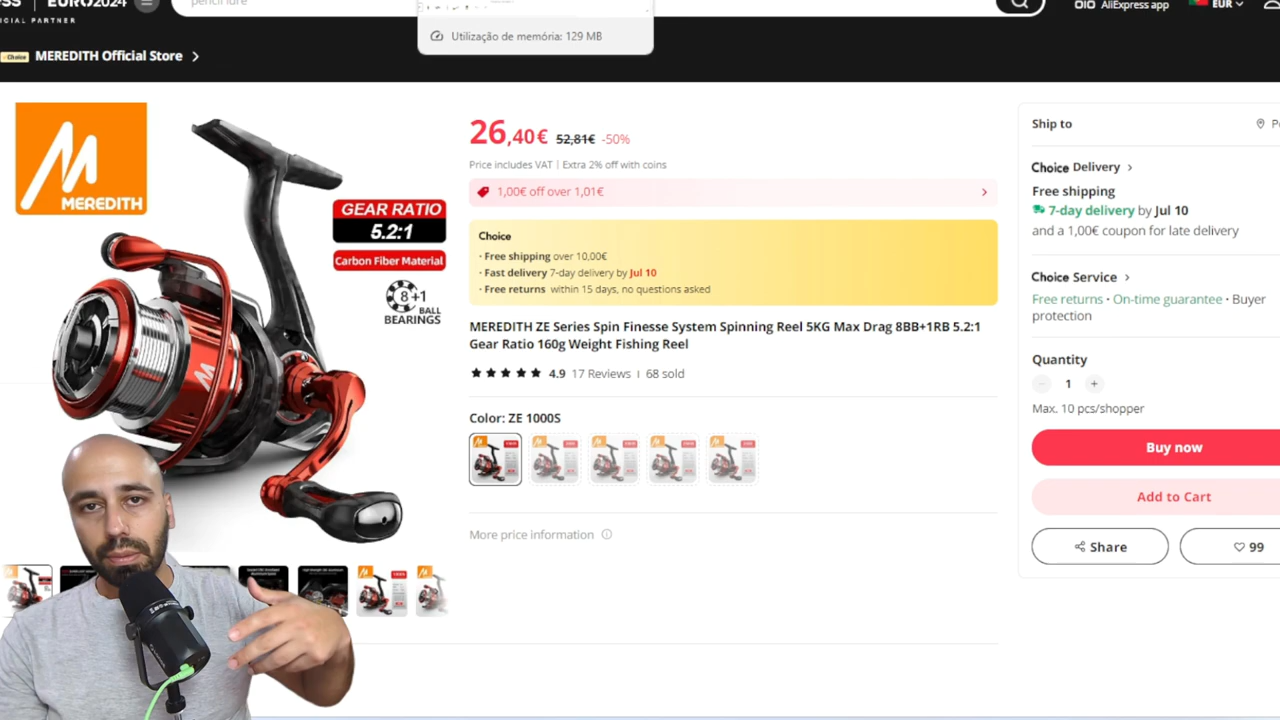 EURO2024
CIAL PARTNER
pencil lure
AliExpress app
EUR
Utilização de memória: 129 MB
Choice
MEREDITH Official Store
MEREDITH
GEAR RATIO
5.2:1
Carbon Fiber Material
8+1
BALL
BEARINGS
26,40€ 52,81€ -50%
Price includes VAT | Extra 2% off with coins
1,00€ off over 1,01€
Choice
· Free shipping over 10,00€
· Fast delivery 7-day delivery by Jul 10
· Free returns within 15 days, no questions asked
MEREDITH ZE Series Spin Finesse System Spinning Reel 5KG Max Drag 8BB+1RB 5.2:1
Gear Ratio 160g Weight Fishing Reel
4.9 17 Reviews | 68 sold
Color: ZE 1000S
More price information
Ship to
Choice Delivery
Free shipping
7-day delivery by Jul 10
and a 1,00€ coupon for late delivery
Choice Service
Free returns · On-time guarantee · Buyer
protection
Quantity
- 1 +
Max. 10 pcs/shopper
Buy now
Add to Cart
Share
99